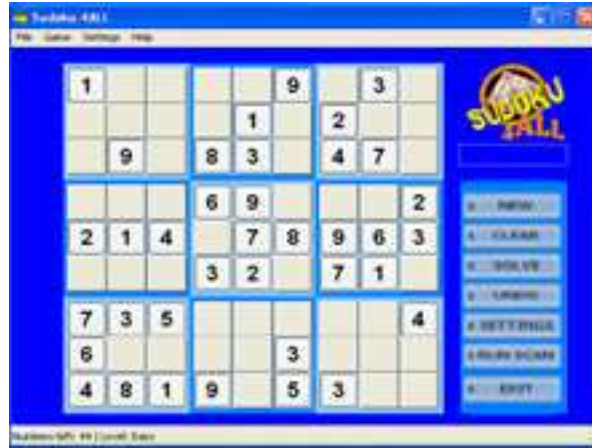 Sudoku 4ALL
File Game Settings Help
1 9 3
1 2
9 8 3 4 7
6 9 2
2 1 4 7 8 9 6 3
3 2 7 1
7 3 5 4
6 3
4 8 1 9 5 3
SUDOKU
4ALL
NEW
CLEAR
SOLVE
UNDO
SETTINGS
EXIT